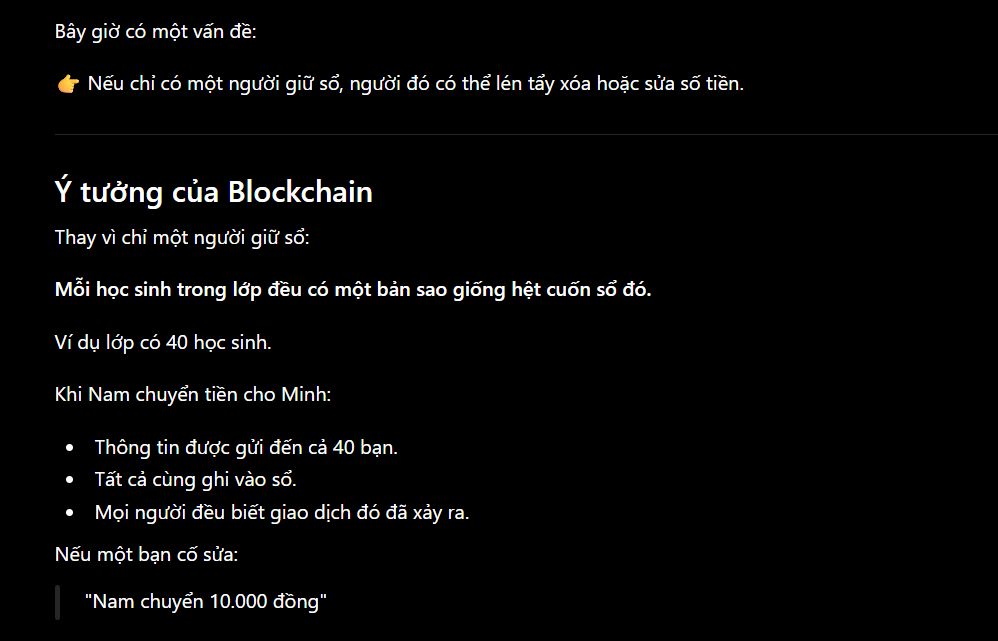 Bây giờ có một vấn đề:
👉 Nếu chỉ có một người giữ sổ, người đó có thể lén tẩy xóa hoặc sửa số tiền.
Ý tưởng của Blockchain
Thay vì chỉ một người giữ sổ:
Mỗi học sinh trong lớp đều có một bản sao giống hệt cuốn sổ đó.
Ví dụ lớp có 40 học sinh.
Khi Nam chuyển tiền cho Minh:
• Thông tin được gửi đến cả 40 bạn.
• Tất cả cùng ghi vào sổ.
• Mọi người đều biết giao dịch đó đã xảy ra.
Nếu một bạn cố sửa:
"Nam chuyển 10.000 đồng"